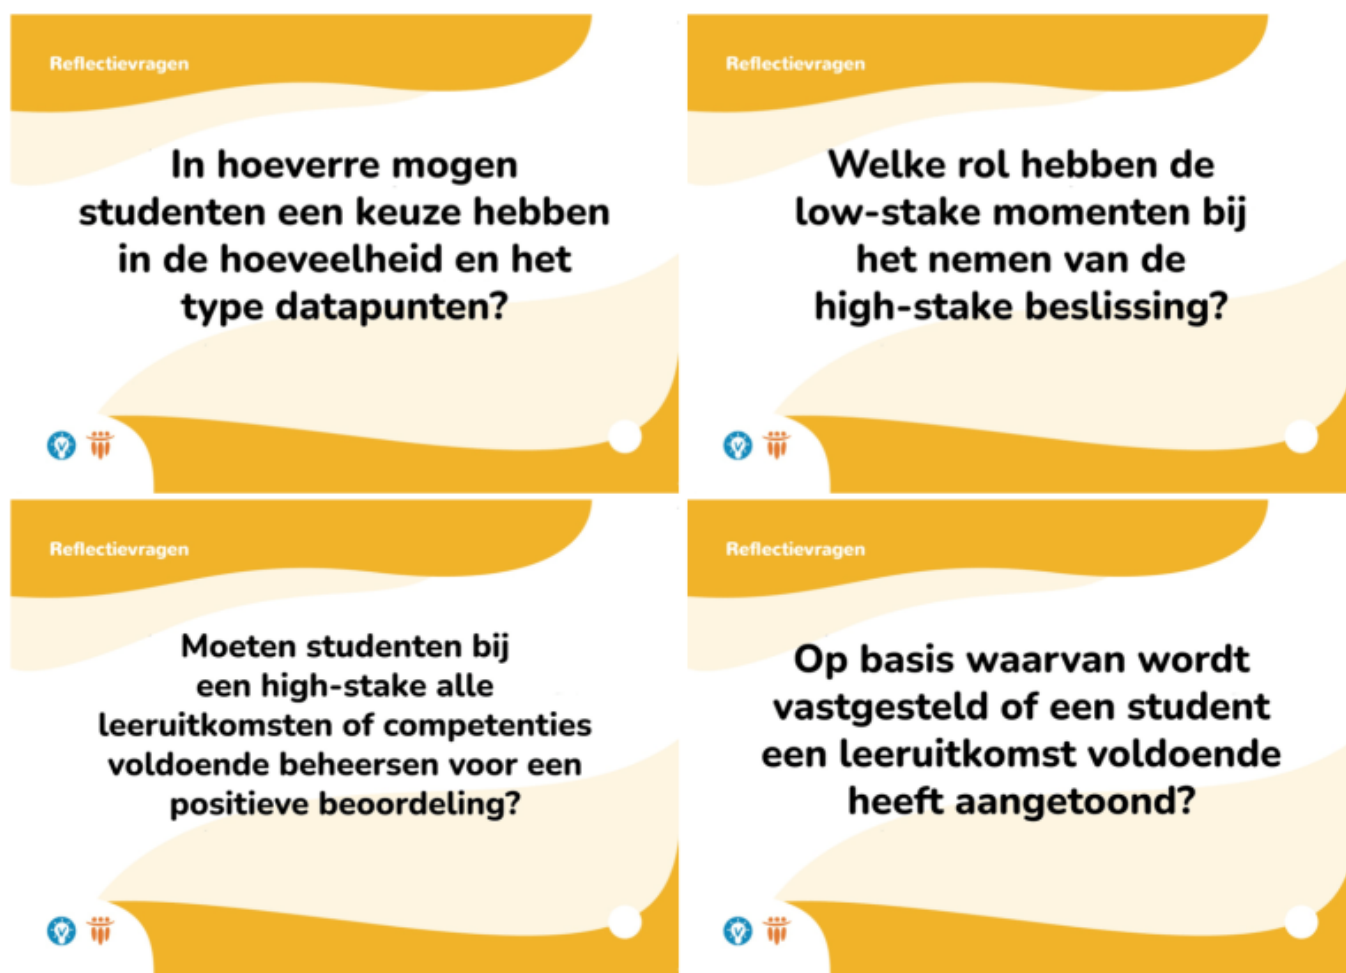 Reflectievragen
In hoeverre mogen
studenten een keuze hebben
in de hoeveelheid en het
type datapunten?
Reflectievragen
Welke rol hebben de
low-stake momenten bij
het nemen van de
high-stake beslissing?
Reflectievragen
Moeten studenten bij
een high-stake alle
leeruitkomsten of competenties
voldoende beheersen voor een
positieve beoordeling?
Reflectievragen
Op basis waarvan wordt
vastgesteld of een student
een leeruitkomst voldoende
heeft aangetoond?